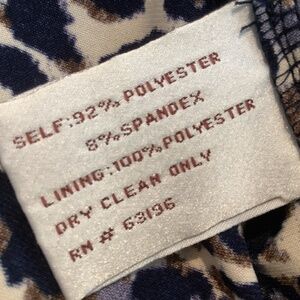 SELF:92% POLYESTER
8% SPANDEX
LINING:100% POLYESTER
DRY CLEAN ONLY
RN # 63196